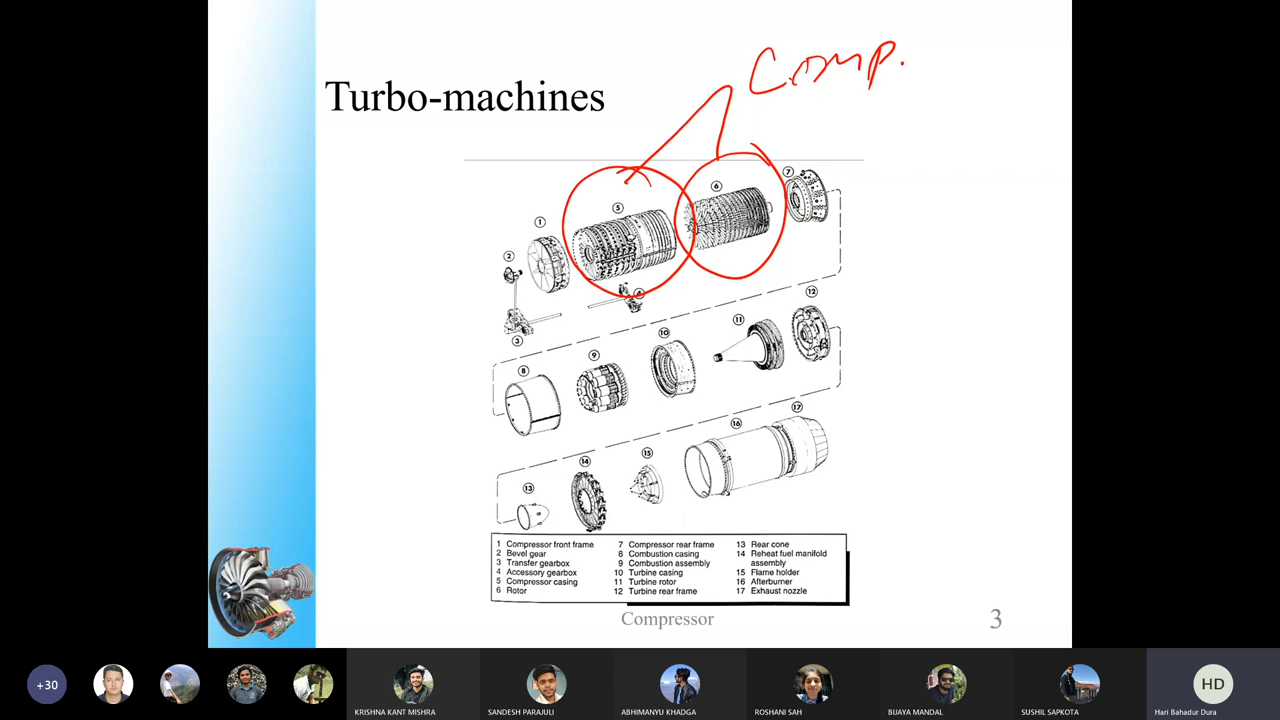 Comp.
Turbo-machines
1
2
3
4
5
6
7
8
9
10
11
12
13
14
15
16
17
1 Compressor front frame
2 Bevel gear
3 Transfer gearbox
4 Accessory gearbox
5 Compressor casing
6 Rotor
7 Compressor rear frame
8 Combustion casing
9 Combustion assembly
10 Turbine casing
11 Turbine rotor
12 Turbine rear frame
13 Rear cone
14 Reheat fuel manifold
assembly
15 Flame holder
16 Afterburner
17 Exhaust nozzle
Compressor
3
+30
KRISHNA KANT MISHRA
SANDESH PARAJULI
ABHIMANYU KHADGA
ROSHANI SAH
BIJAYA MANDAL
SUSHIL SAPKOTA
HD
Hari Bahadur Dura